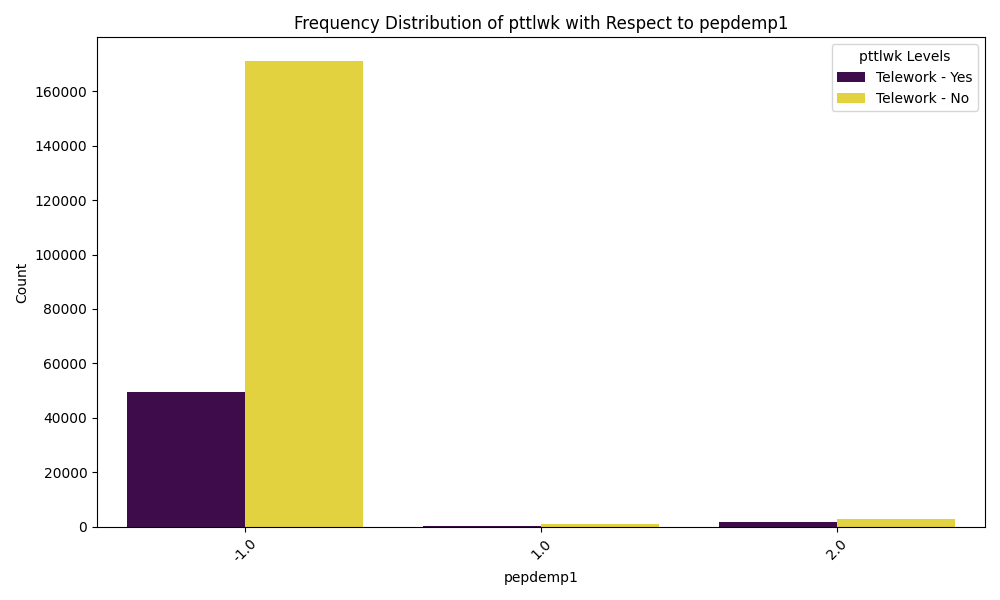 Frequency Distribution of pttlwk with Respect to pepdemp1
pttlwk Levels
Telework - Yes
Telework - No
160000
140000
120000
100000
80000
60000
40000
20000
0
Count
-1.0
1.0
2.0
pepdemp1